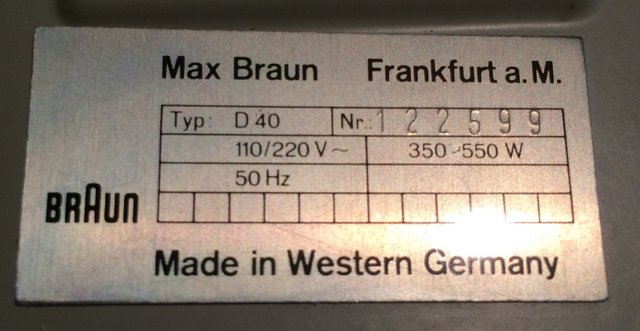 Max Braun Frankfurt a. M.
Typ: D 40 Nr.: 122599
110/220 V ~ 350-550 W
50 Hz
BRAUN
Made in Western Germany